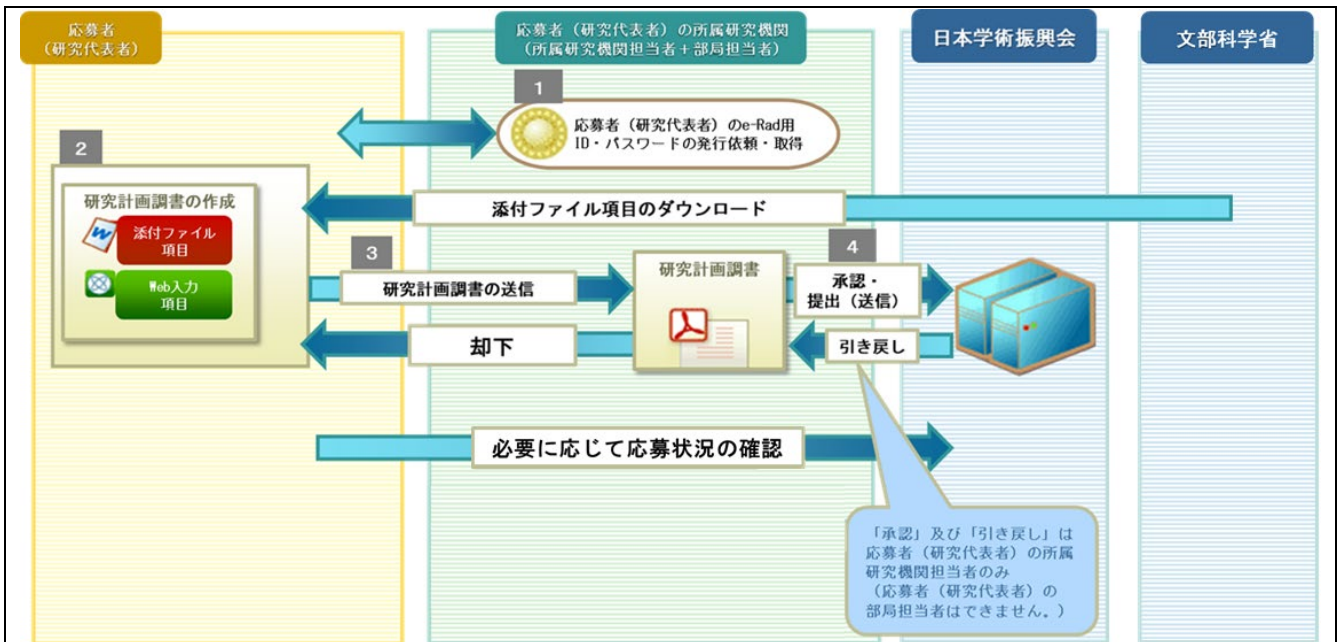 応募者
（研究代表者）
応募者（研究代表者）の所属研究機関
（所属研究機関担当者＋部局担当者）
日本学術振興会
文部科学省
1
応募者（研究代表者）のe-Rad用
ID・パスワードの発行依頼・取得
2
研究計画調書の作成
添付ファイル
項目
Web入力
項目
添付ファイル項目のダウンロード
3
研究計画調書の送信
却下
研究計画調書
4
承認・
提出（送信）
引き戻し
必要に応じて応募状況の確認
「承認」及び「引き戻し」は
応募者（研究代表者）の所属
研究機関担当者のみ
（応募者（研究代表者）の
部局担当者はできません。）